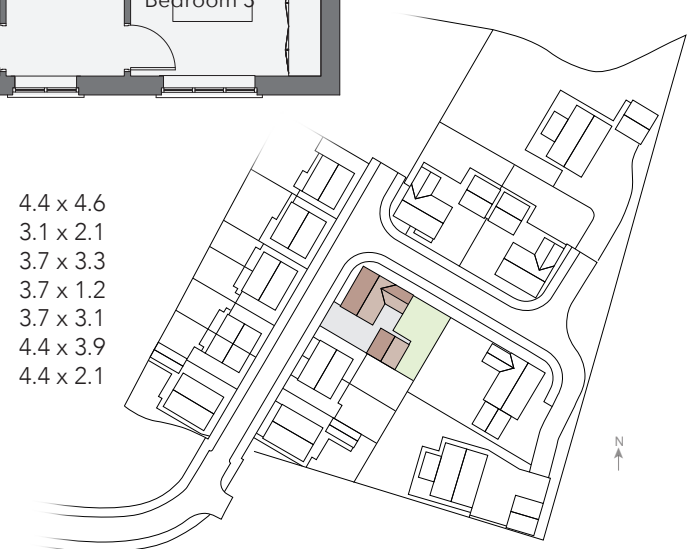 Bedroom 3
4.4 x 4.6
3.1 x 2.1
3.7 x 3.3
3.7 x 1.2
3.7 x 3.1
4.4 x 3.9
4.4 x 2.1
N